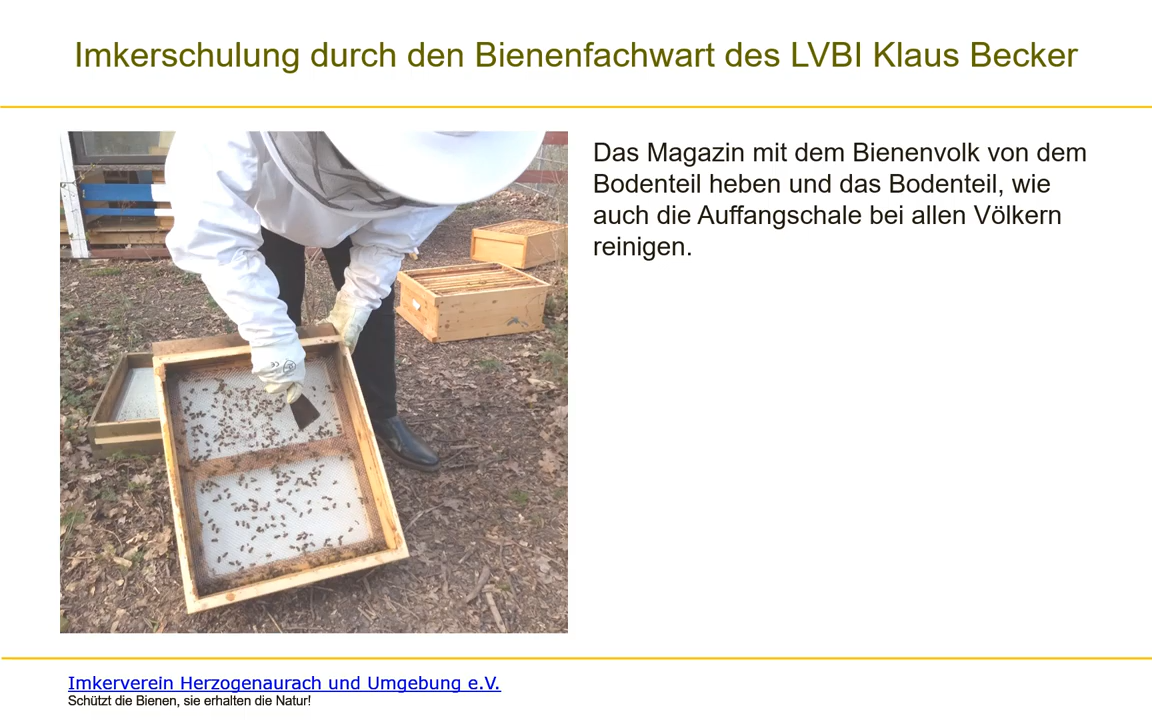 Imkerschulung durch den Bienenfachwart des LVBI Klaus Becker
Das Magazin mit dem Bienenvolk von dem
Bodenteil heben und das Bodenteil, wie
auch die Auffangschale bei allen Völkern
reinigen.
Imkerverein Herzogenaurach und Umgebung e.V.
Schützt die Bienen, sie erhalten die Natur!